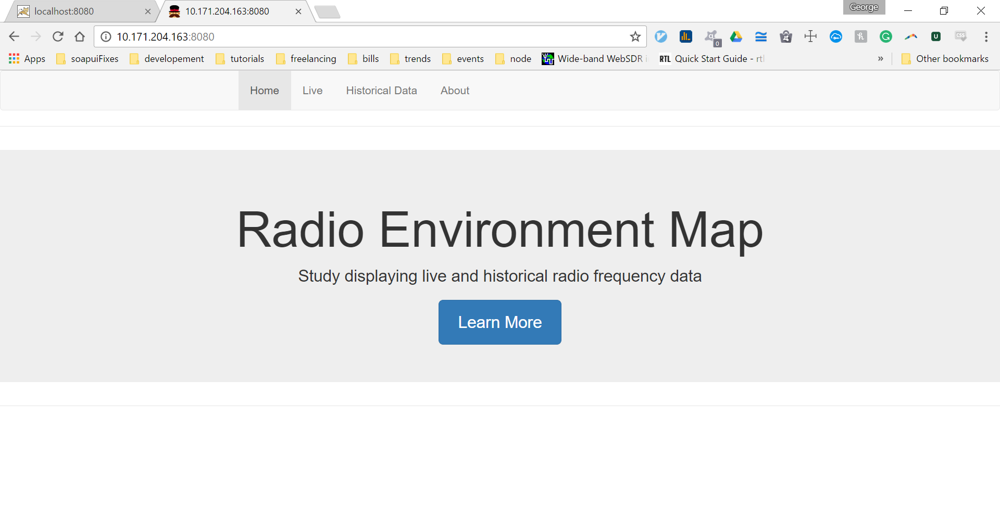 localhost:8080
10.171.204.163:8080
George
10.171.204.163:8080
0
U
CSS
Apps
soapuiFixes
developement
tutorials
freelancing
bills
trends
events
node
Wide-band WebSDR i
RTL
Quick Start Guide - rtl
»
Other bookmarks
Home
Live
Historical Data
About
Radio Environment Map
Study displaying live and historical radio frequency data
Learn More